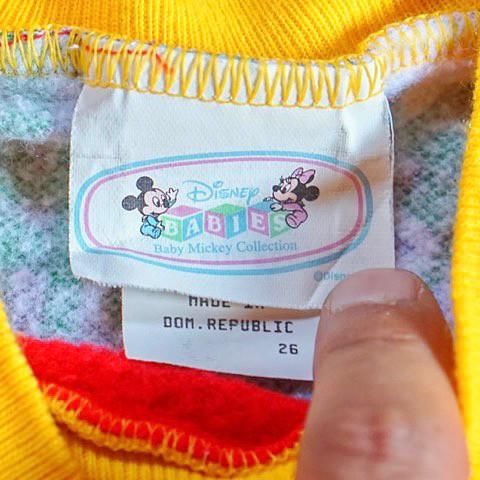 Disney
BABIES
Baby Mickey Collection
©Disney
MADE IN
DOM.REPUBLIC
26